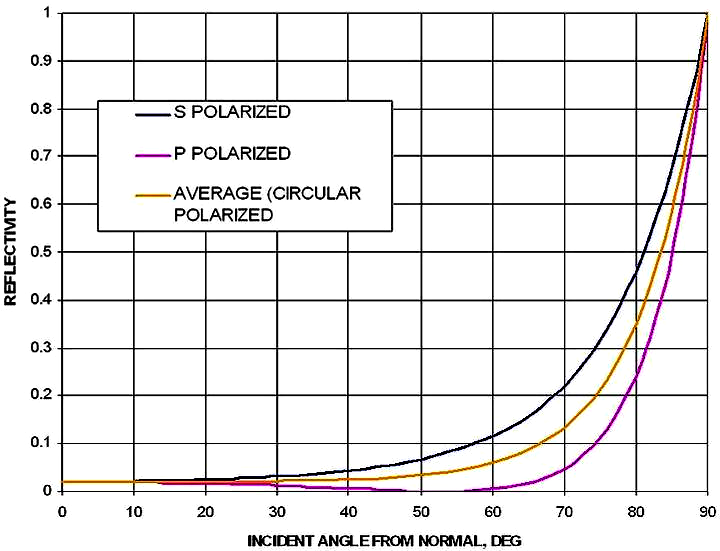 1
0.9
0.8
0.7
0.6
0.5
0.4
0.3
0.2
0.1
0
REFLECTIVITY
S POLARIZED
P POLARIZED
AVERAGE (CIRCULAR
POLARIZED
0 10 20 30 40 50 60 70 80 90
INCIDENT ANGLE FROM NORMAL, DEG